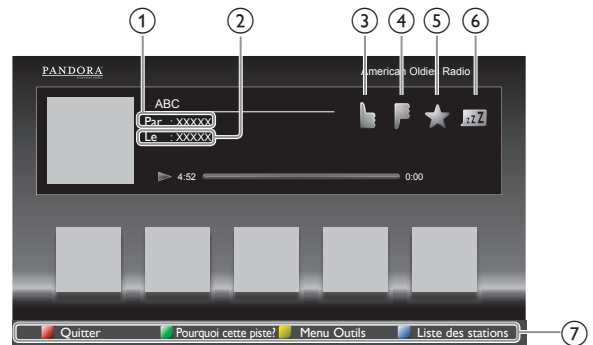 1 2 3 4 5 6
PANDORA
American Oldies Radio
ABC
Par : XXXXX
Le : XXXXX
zzZ
4:52 0:00
Quitter Pourquoi cette piste? Menu Outils Liste des stations 7